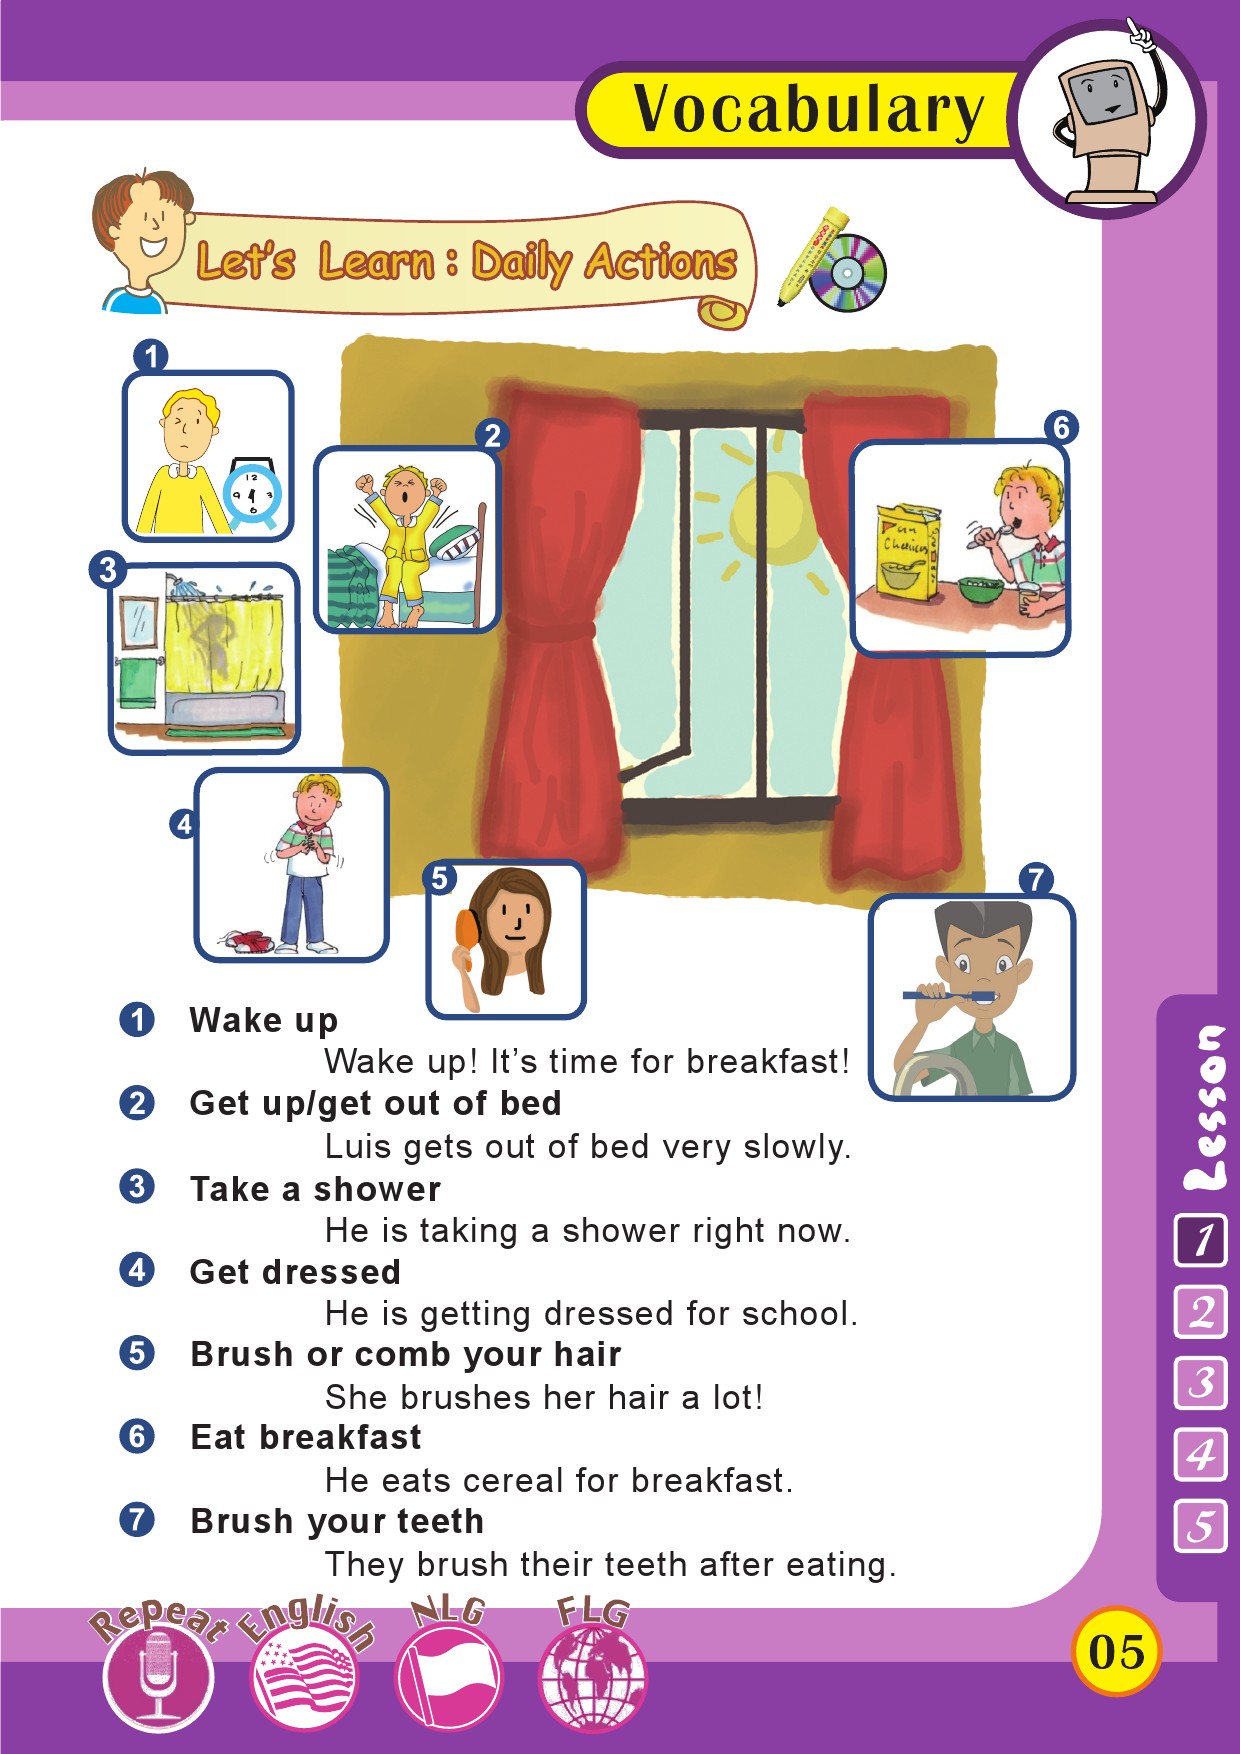 Vocabulary
Let's Learn : Daily Actions
1
2
6
3
4
5
7
12
3
6
9
1 Wake up
Wake up! It's time for breakfast!
2 Get up/get out of bed
Luis gets out of bed very slowly.
3 Take a shower
He is taking a shower right now.
4 Get dressed
He is getting dressed for school.
5 Brush or comb your hair
She brushes her hair a lot!
6 Eat breakfast
He eats cereal for breakfast.
7 Brush your teeth
They brush their teeth after eating.
Lesson
1
2
3
4
5
Repeat English NLG FLG
05